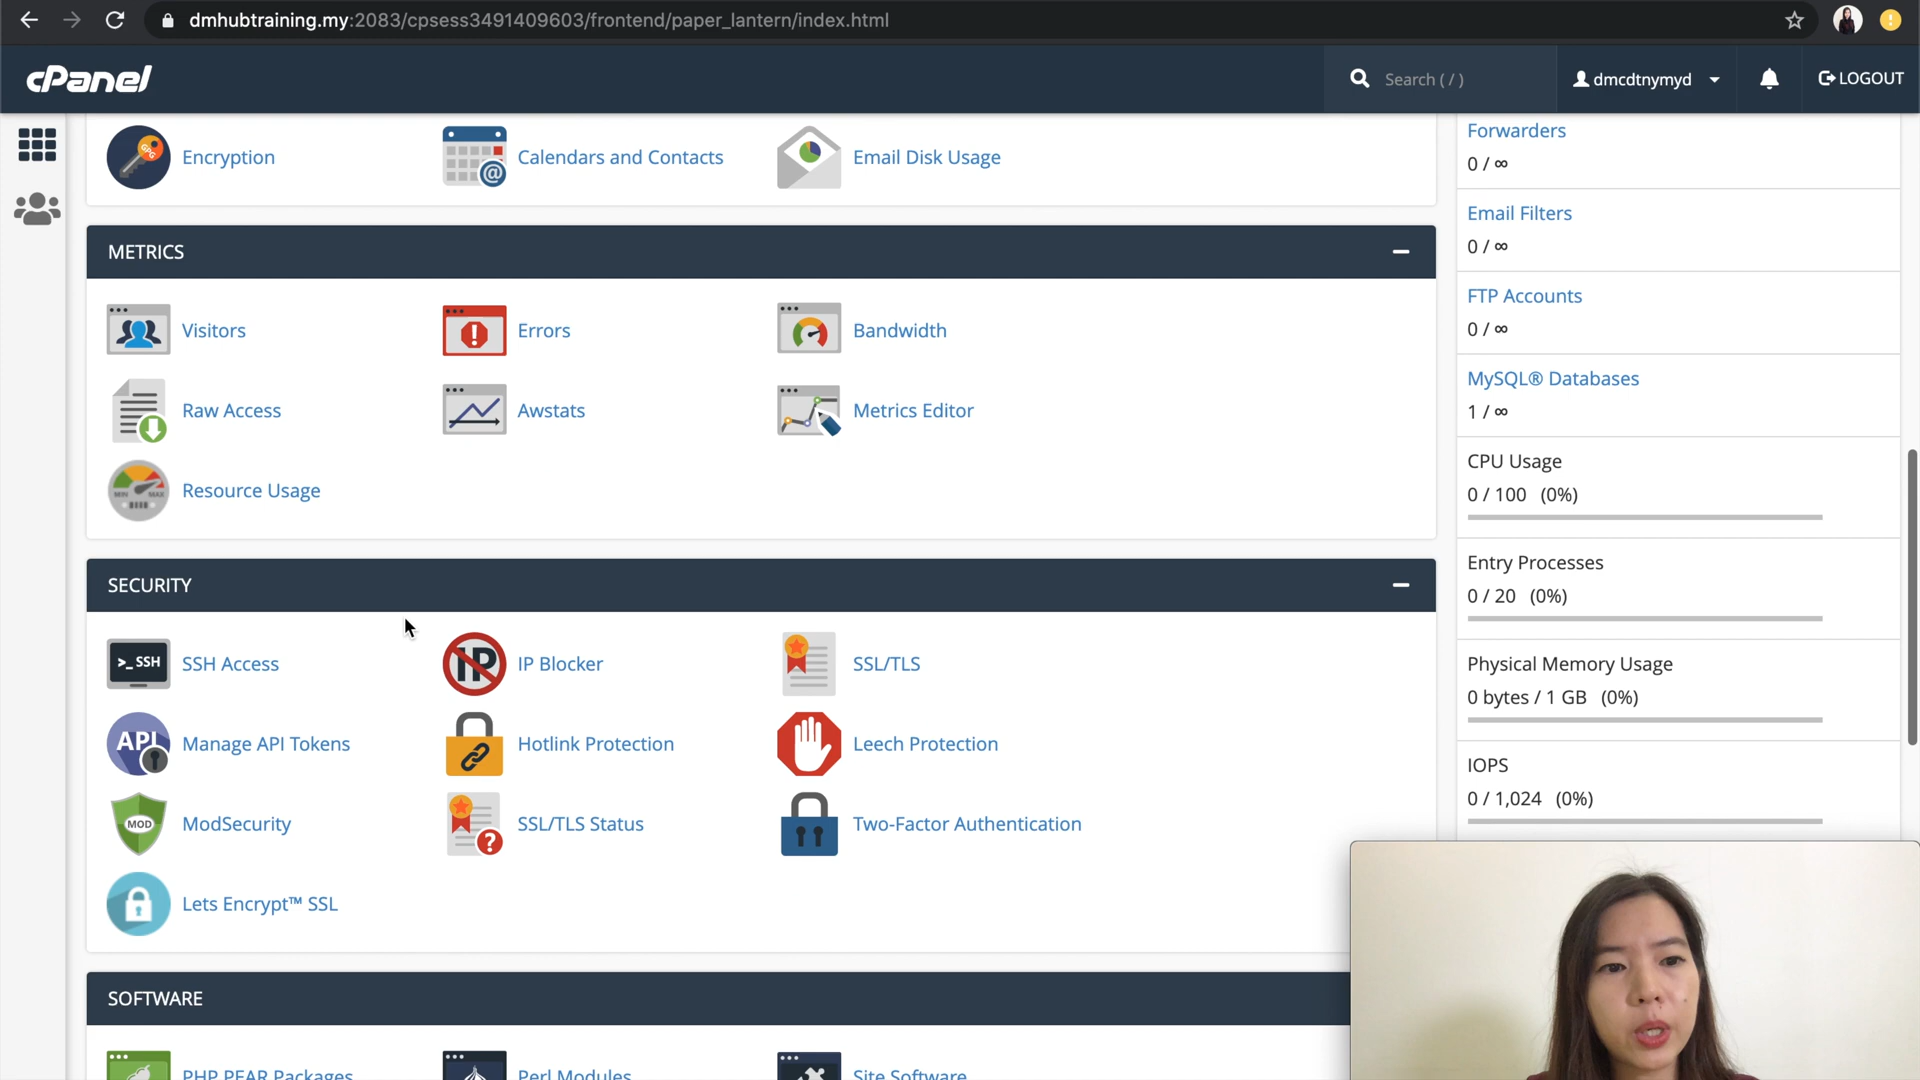 dmhubtraining.my:2083/cpsess3491409603/frontend/paper_lantern/index.html
cPanel
Search ( / )
dmcdtnymyd
LOGOUT
GPG
Encryption
@
Calendars and Contacts
Email Disk Usage
METRICS
Visitors
Errors
Bandwidth
Raw Access
Awstats
Metrics Editor
MIN MAX
Resource Usage
SECURITY
>_ SSH
SSH Access
IP
IP Blocker
SSL/TLS
API
Manage API Tokens
Hotlink Protection
Leech Protection
MOD
ModSecurity
?
SSL/TLS Status
Two-Factor Authentication
Lets Encrypt™ SSL
SOFTWARE
PHP PEAR Packages
Perl Modules
Site Software
Forwarders
0 / ∞
Email Filters
0 / ∞
FTP Accounts
0 / ∞
MySQL® Databases
1 / ∞
CPU Usage
0 / 100 (0%)
Entry Processes
0 / 20 (0%)
Physical Memory Usage
0 bytes / 1 GB (0%)
IOPS
0 / 1,024 (0%)